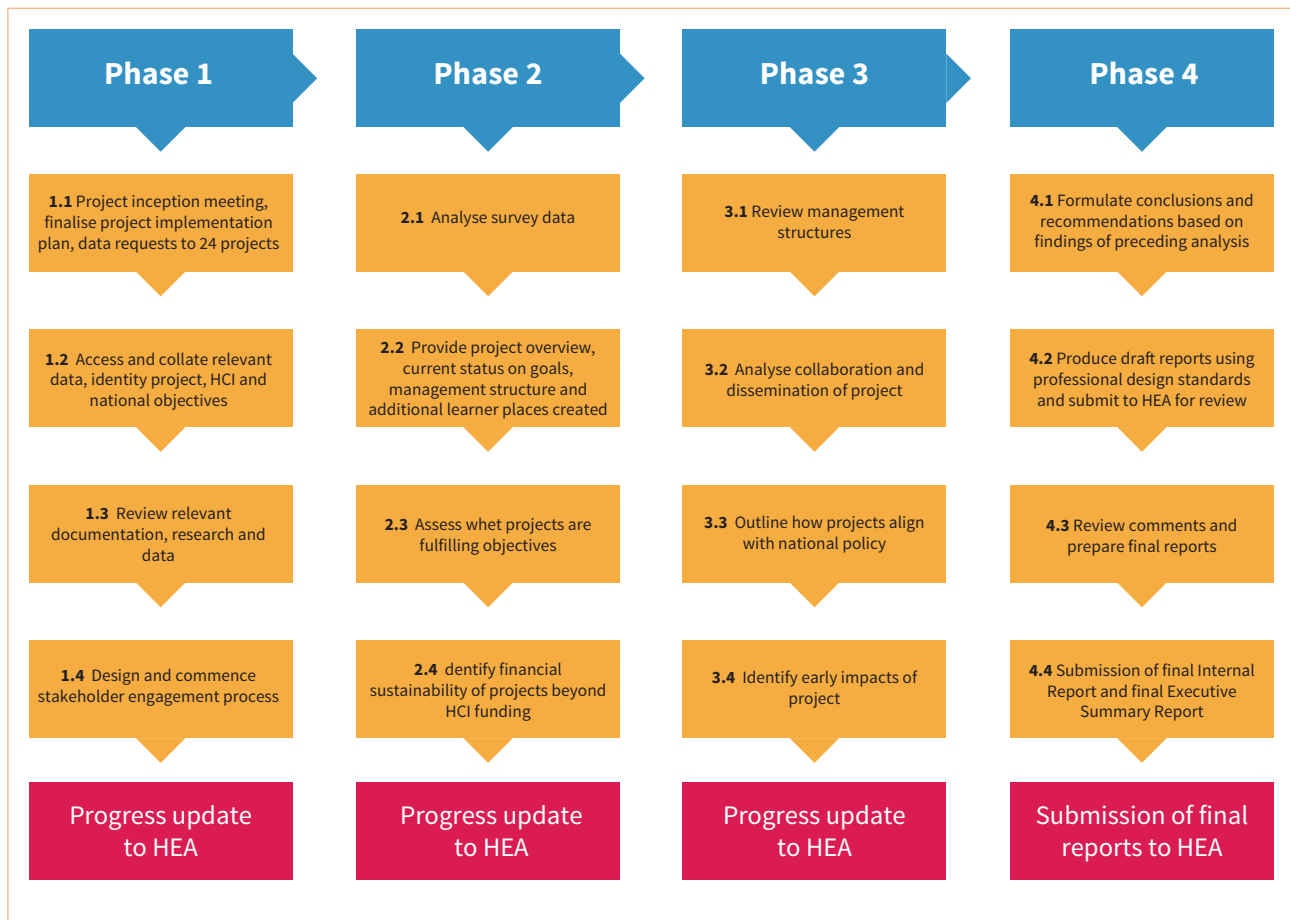 Phase 1
1.1 Project inception meeting,
finalise project implementation
plan, data requests to 24 projects
1.2 Access and collate relevant
data, identity project, HCI and
national objectives
1.3 Review relevant
documentation, research and
data
1.4 Design and commence
stakeholder engagement process
Progress update
to HEA
Phase 2
2.1 Analyse survey data
2.2 Provide project overview,
current status on goals,
management structure and
additional learner places created
2.3 Assess what projects are
fulfilling objectives
2.4 dentify financial
sustainability of projects beyond
HCI funding
Progress update
to HEA
Phase 3
3.1 Review management
structures
3.2 Analyse collaboration and
dissemination of project
3.3 Outline how projects align
with national policy
3.4 Identify early impacts of
project
Progress update
to HEA
Phase 4
4.1 Formulate conclusions and
recommendations based on
findings of preceding analysis
4.2 Produce draft reports using
professional design standards
and submit to HEA for review
4.3 Review comments and
prepare final reports
4.4 Submission of final Internal
Report and final Executive
Summary Report
Submission of final
reports to HEA